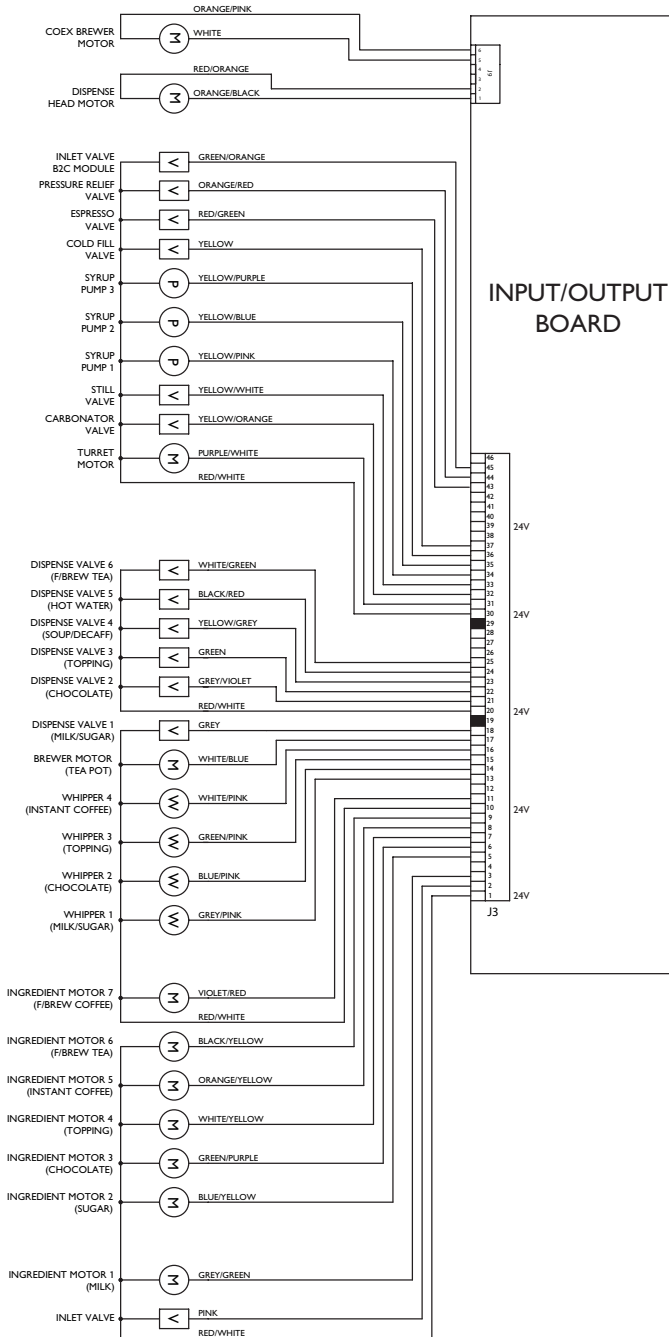 ORANGE/PINK
COEX BREWER
MOTOR
M
WHITE
RED/ORANGE
DISPENSE
HEAD MOTOR
M
ORANGE/BLACK
6
5
4
3
2
1
J9
INPUT/OUTPUT
BOARD
INLET VALVE
B2C MODULE
V
GREEN/ORANGE
PRESSURE RELIEF
VALVE
V
ORANGE/RED
ESPRESSO
VALVE
V
RED/GREEN
COLD FILL
VALVE
V
YELLOW
SYRUP
PUMP 3
P
YELLOW/PURPLE
SYRUP
PUMP 2
P
YELLOW/BLUE
SYRUP
PUMP 1
P
YELLOW/PINK
STILL
VALVE
V
YELLOW/WHITE
CARBONATOR
VALVE
V
YELLOW/ORANGE
TURRET
MOTOR
M
PURPLE/WHITE
RED/WHITE
DISPENSE VALVE 6
(F/BREW TEA)
V
WHITE/GREEN
DISPENSE VALVE 5
(HOT WATER)
V
BLACK/RED
DISPENSE VALVE 4
(SOUP/DECAFF)
V
YELLOW/GREY
DISPENSE VALVE 3
(TOPPING)
V
GREEN
DISPENSE VALVE 2
(CHOCOLATE)
V
GREY/VIOLET
RED/WHITE
DISPENSE VALVE 1
(MILK/SUGAR)
V
GREY
BREWER MOTOR
(TEA POT)
M
WHITE/BLUE
WHIPPER 4
(INSTANT COFFEE)
W
WHITE/PINK
WHIPPER 3
(TOPPING)
W
GREEN/PINK
WHIPPER 2
(CHOCOLATE)
W
BLUE/PINK
WHIPPER 1
(MILK/SUGAR)
W
GREY/PINK
INGREDIENT MOTOR 7
(F/BREW COFFEE)
M
VIOLET/RED
RED/WHITE
INGREDIENT MOTOR 6
(F/BREW TEA)
M
BLACK/YELLOW
INGREDIENT MOTOR 5
(INSTANT COFFEE)
M
ORANGE/YELLOW
INGREDIENT MOTOR 4
(TOPPING)
M
WHITE/YELLOW
INGREDIENT MOTOR 3
(CHOCOLATE)
M
GREEN/PURPLE
INGREDIENT MOTOR 2
(SUGAR)
M
BLUE/YELLOW
INGREDIENT MOTOR 1
(MILK)
M
GREY/GREEN
INLET VALVE
V
PINK
RED/WHITE
46
45
44
43
42
41
40
39 24V
38
37
36
35
34
33
32
31
30 24V
29
28
27
26
25
24
23
22
21
20 24V
19
18
17
16
15
14
13
12
11
10 24V
9
8
7
6
5
4
3
2
1 24V
J3